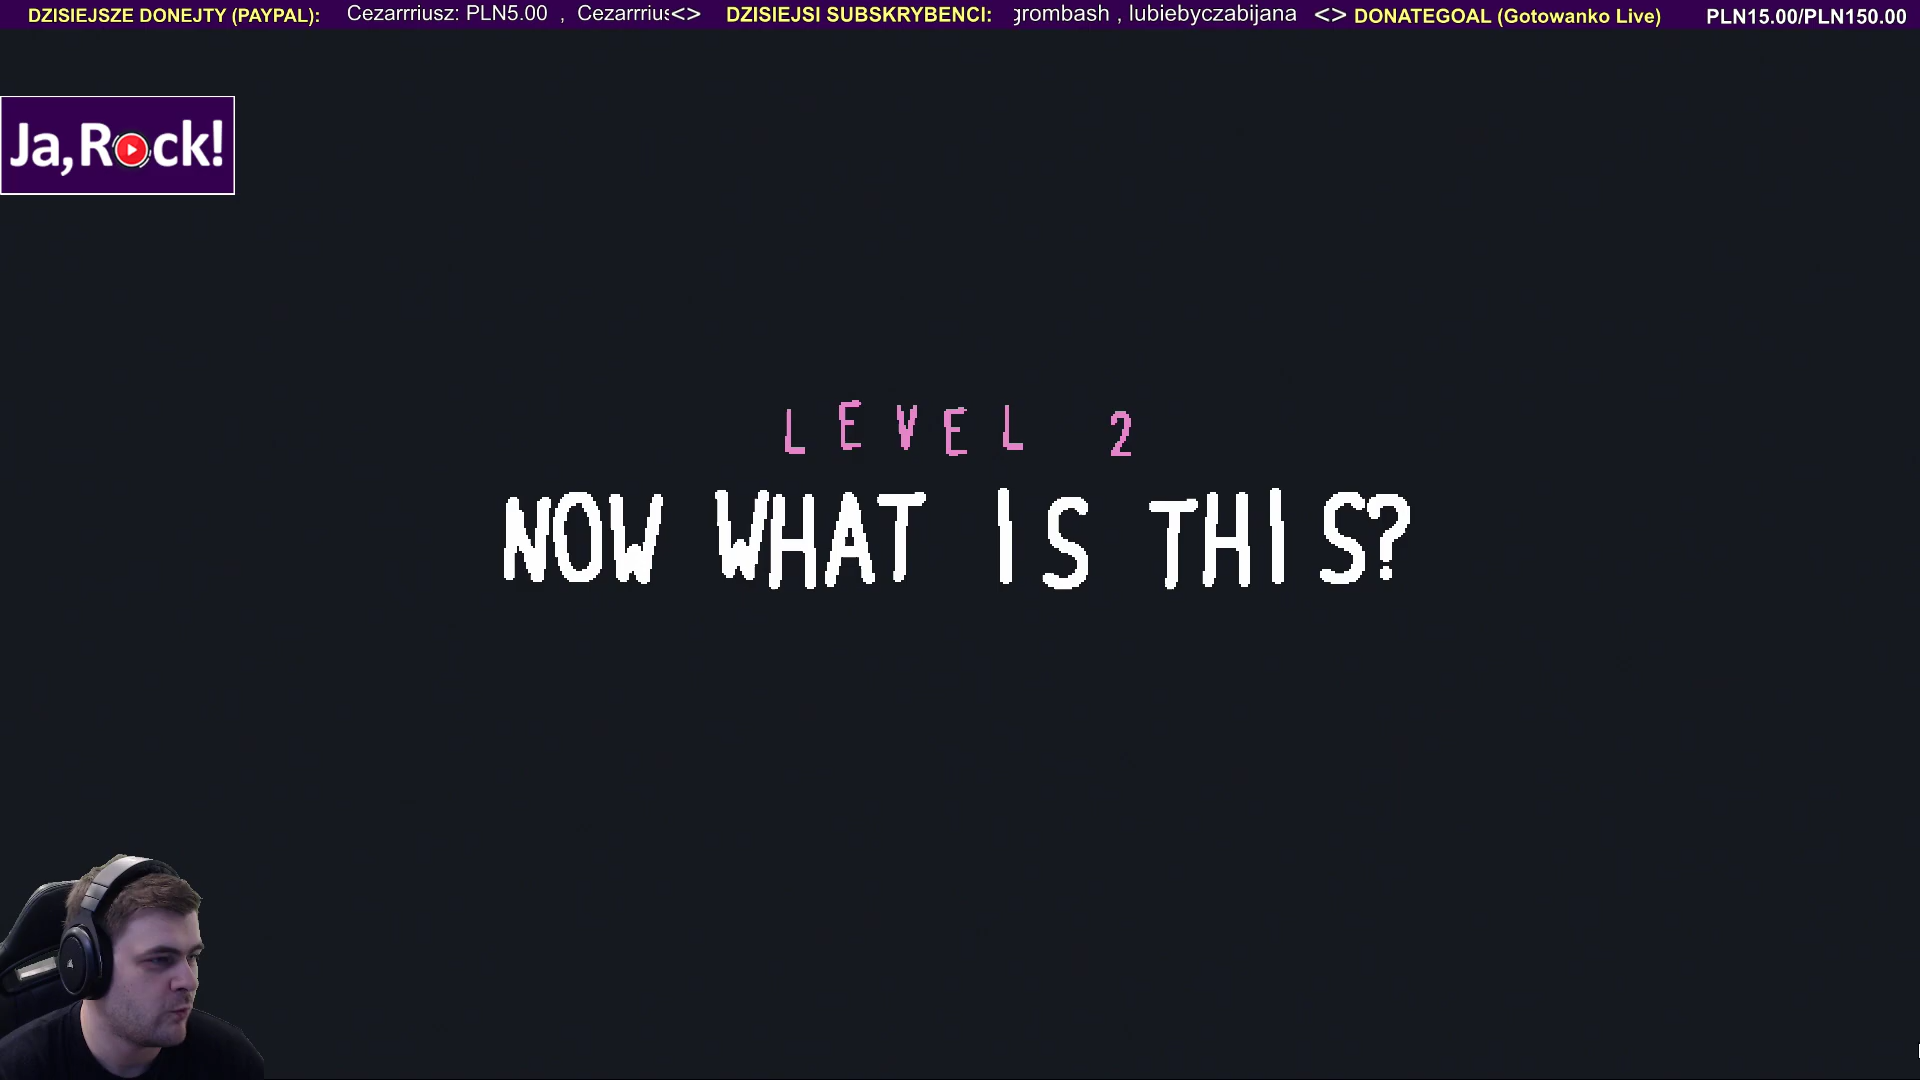 DZISIEJSZE DONEJTY (PAYPAL): Cezarrriusz: PLN5.00 , Cezarrrius<> DZISIEJSI SUBSKRYBENCI: grombash , lubiebyczabijana <> DONATEGOAL (Gotowanko Live) PLN15.00/PLN150.00
Ja,Rock!
LEVEL 2
NOW WHAT IS THIS?